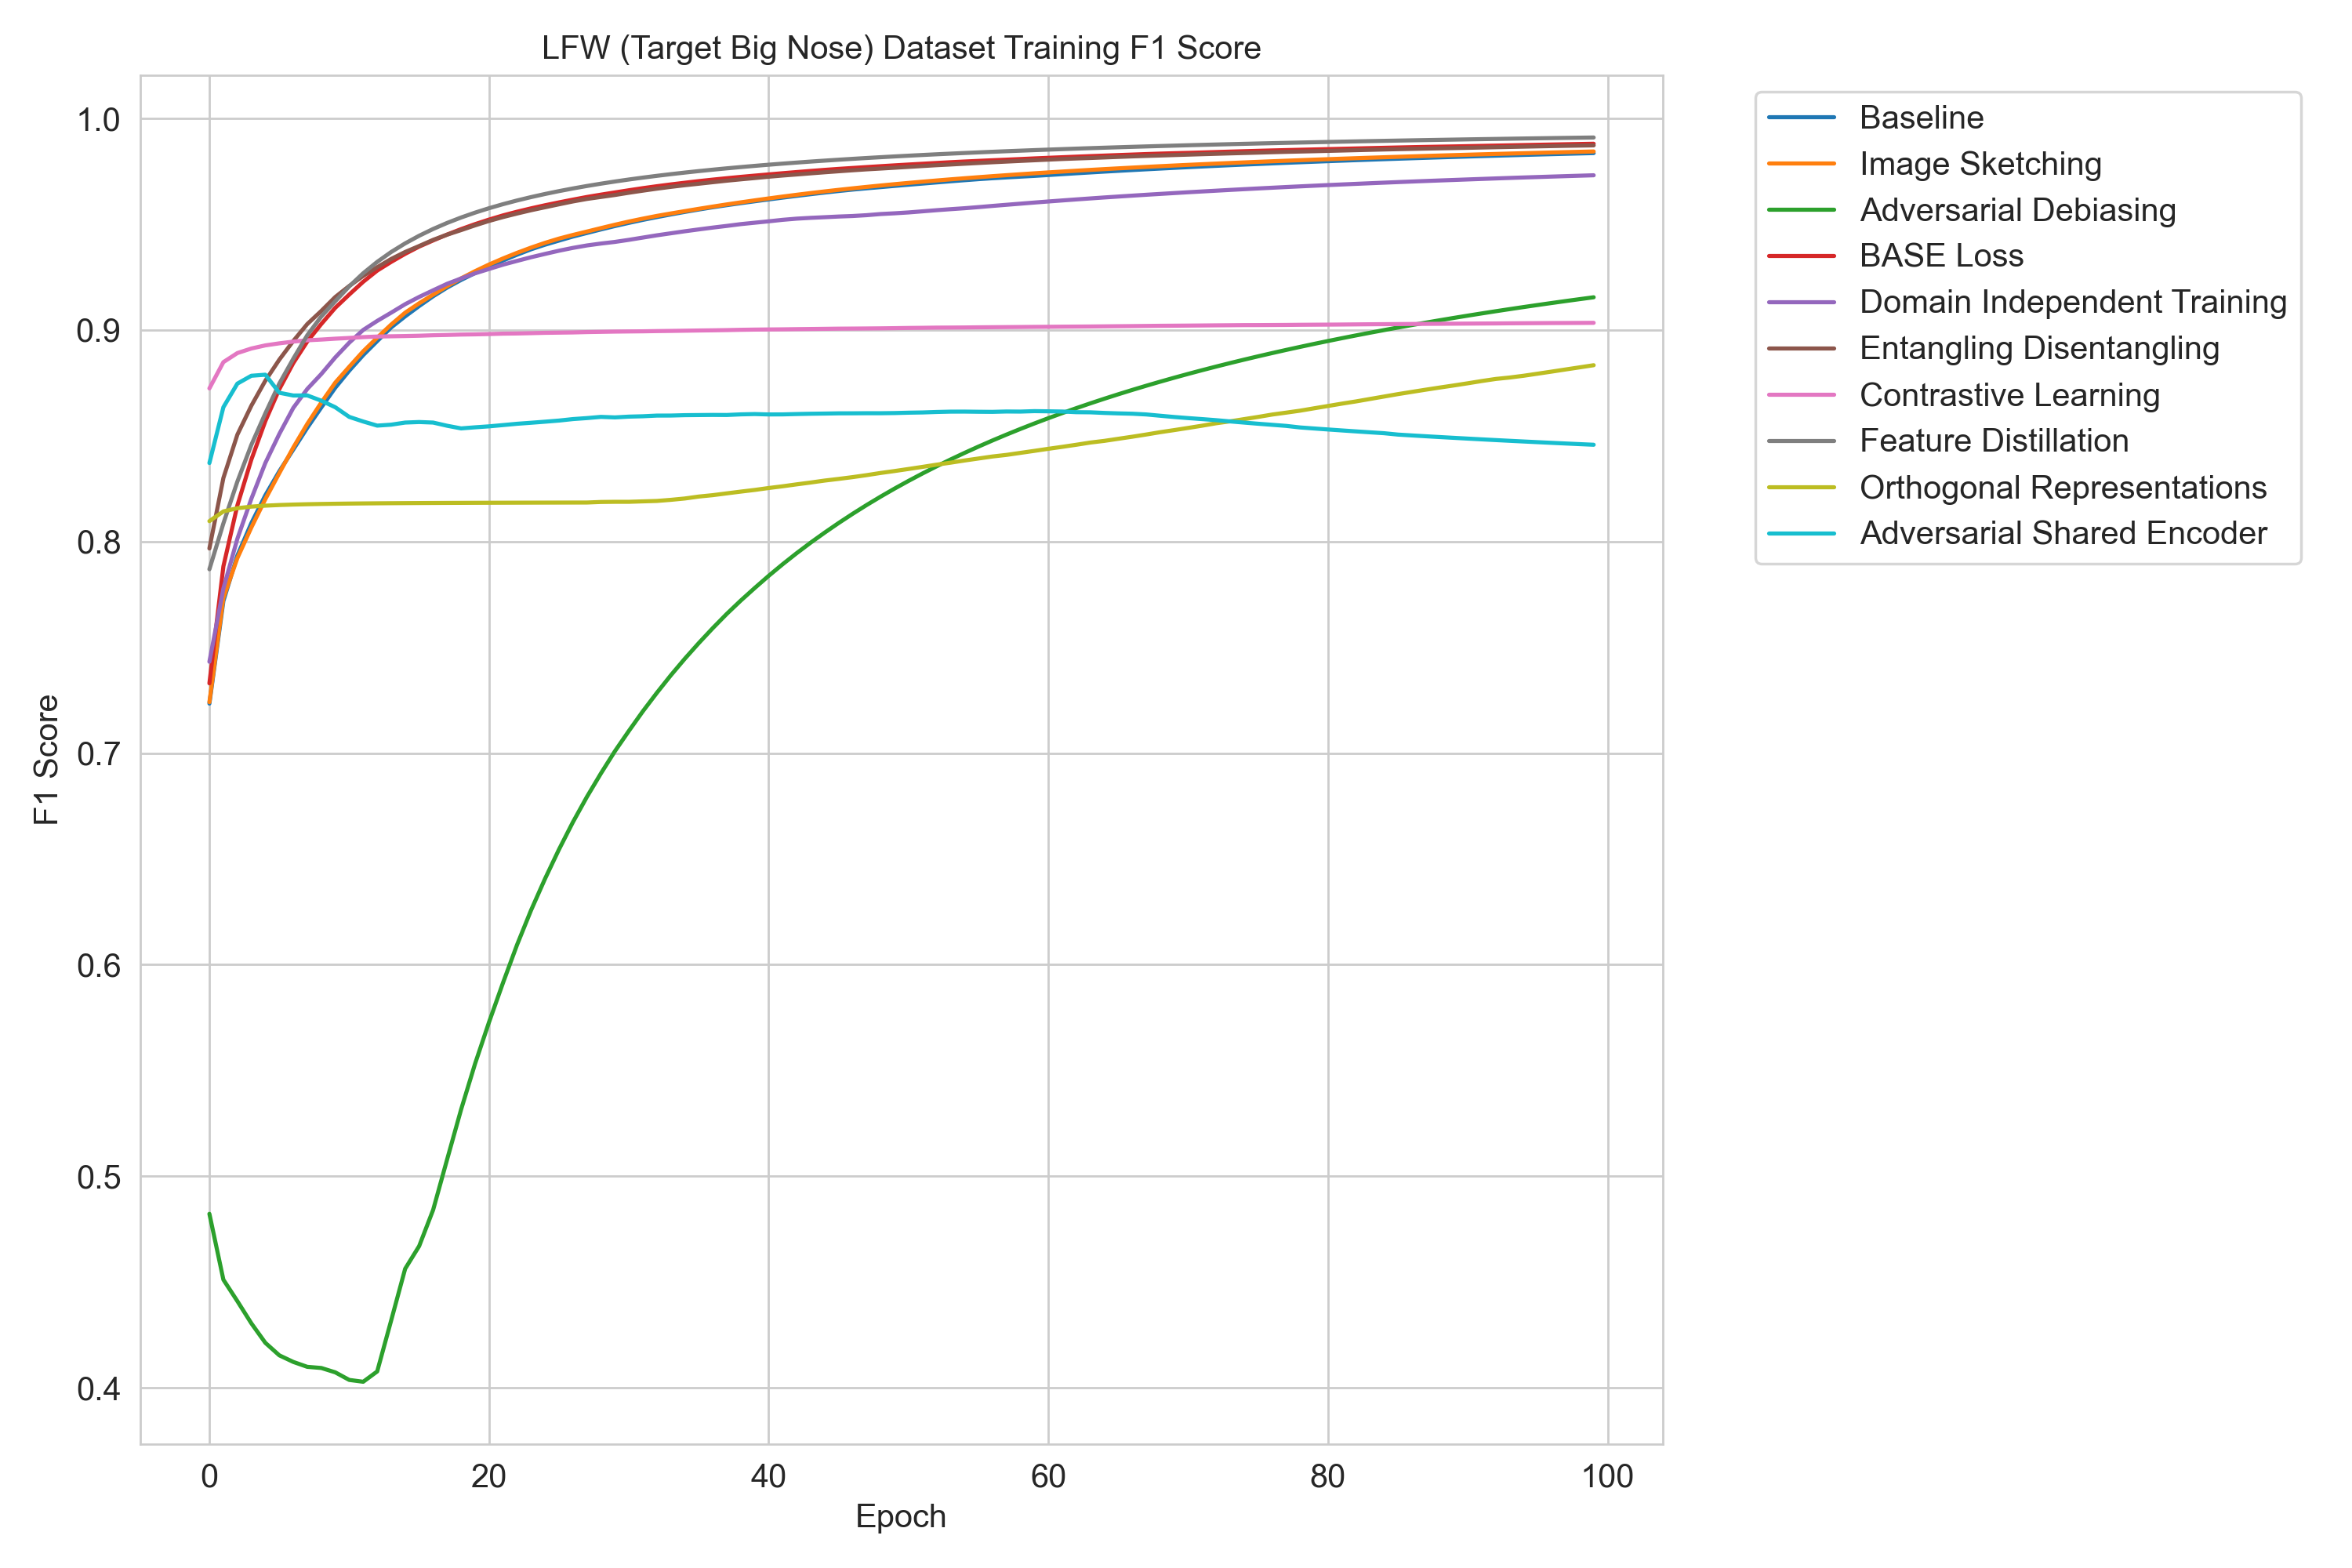 LFW (Target Big Nose) Dataset Training F1 Score
1.0
0.9
0.8
0.7
0.6
0.5
0.4
F1 Score
0
20
40
60
80
100
Epoch
Baseline
Image Sketching
Adversarial Debiasing
BASE Loss
Domain Independent Training
Entangling Disentangling
Contrastive Learning
Feature Distillation
Orthogonal Representations
Adversarial Shared Encoder